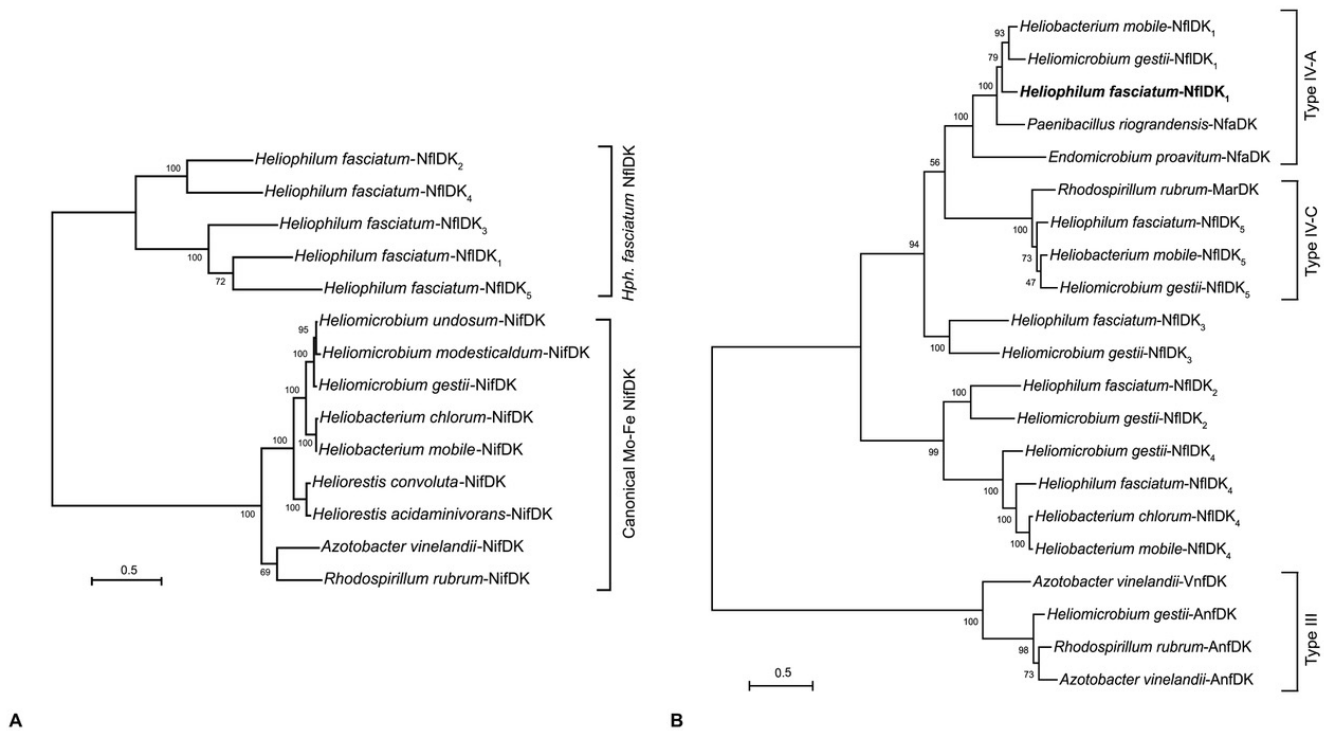 100
Heliophilum fasciatum-NflDK2
Heliophilum fasciatum-NflDK4
Heliophilum fasciatum-NflDK3
100
Heliophilum fasciatum-NflDK1
72
Heliophilum fasciatum-NflDK5
Hph. fasciatum NflDK
Heliomicrobium undosum-NifDK
95
Heliomicrobium modesticaldum-NifDK
100
Heliomicrobium gestii-NifDK
100
Heliobacterium chlorum-NifDK
100
100
Heliobacterium mobile-NifDK
Heliorestis convoluta-NifDK
100
Heliorestis acidaminivorans-NifDK
100
Azotobacter vinelandii-NifDK
69
Rhodospirillum rubrum-NifDK
Canonical Mo-Fe NifDK
0.5
A
Heliobacterium mobile-NflDK1
93
79
Heliomicrobium gestii-NflDK1
100
Heliophilum fasciatum-NflDK1
100
Paenibacillus riograndensis-NfaDK
Endomicrobium proavitum-NfaDK
Type IV-A
56
Rhodospirillum rubrum-MarDK
Heliophilum fasciatum-NflDK5
100
94
Heliobacterium mobile-NflDK5
73
47
Heliomicrobium gestii-NflDK5
Type IV-C
Heliophilum fasciatum-NflDK3
100
Heliomicrobium gestii-NflDK3
Heliophilum fasciatum-NflDK2
100
Heliomicrobium gestii-NflDK2
99
Heliomicrobium gestii-NflDK4
100
Heliophilum fasciatum-NflDK4
100
Heliobacterium chlorum-NflDK4
100
Heliobacterium mobile-NflDK4
Azotobacter vinelandii-VnfDK
100
Heliomicrobium gestii-AnfDK
98
Rhodospirillum rubrum-AnfDK
73
Azotobacter vinelandii-AnfDK
Type III
0.5
B